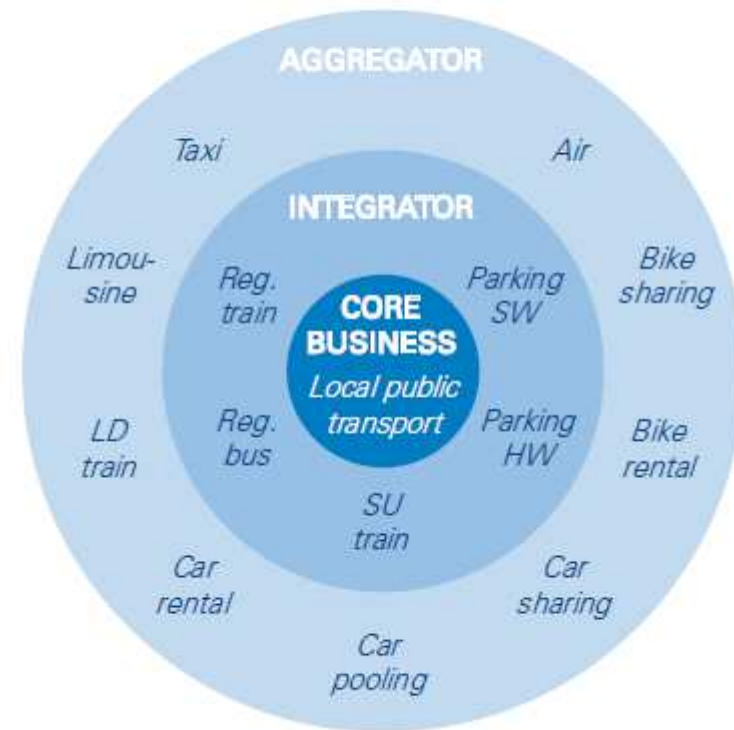 AGGREGATOR
Taxi
Air
INTEGRATOR
Limou-
sine
Reg.
train
Parking
SW
Bike
sharing
CORE
BUSINESS
Local public
transport
LD
train
Reg.
bus
Parking
HW
Bike
rental
SU
train
Car
rental
Car
sharing
Car
pooling